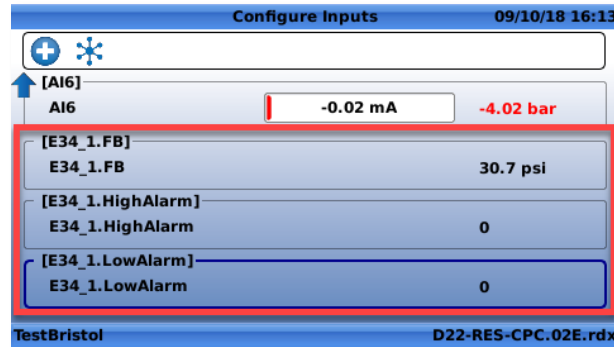 Configure Inputs 09/10/18 16:13
[AI6]
AI6 -0.02 mA -4.02 bar
[E34_1.FB]
E34_1.FB 30.7 psi
[E34_1.HighAlarm]
E34_1.HighAlarm 0
[E34_1.LowAlarm]
E34_1.LowAlarm 0
TestBristol D22-RES-CPC.02E.rdx